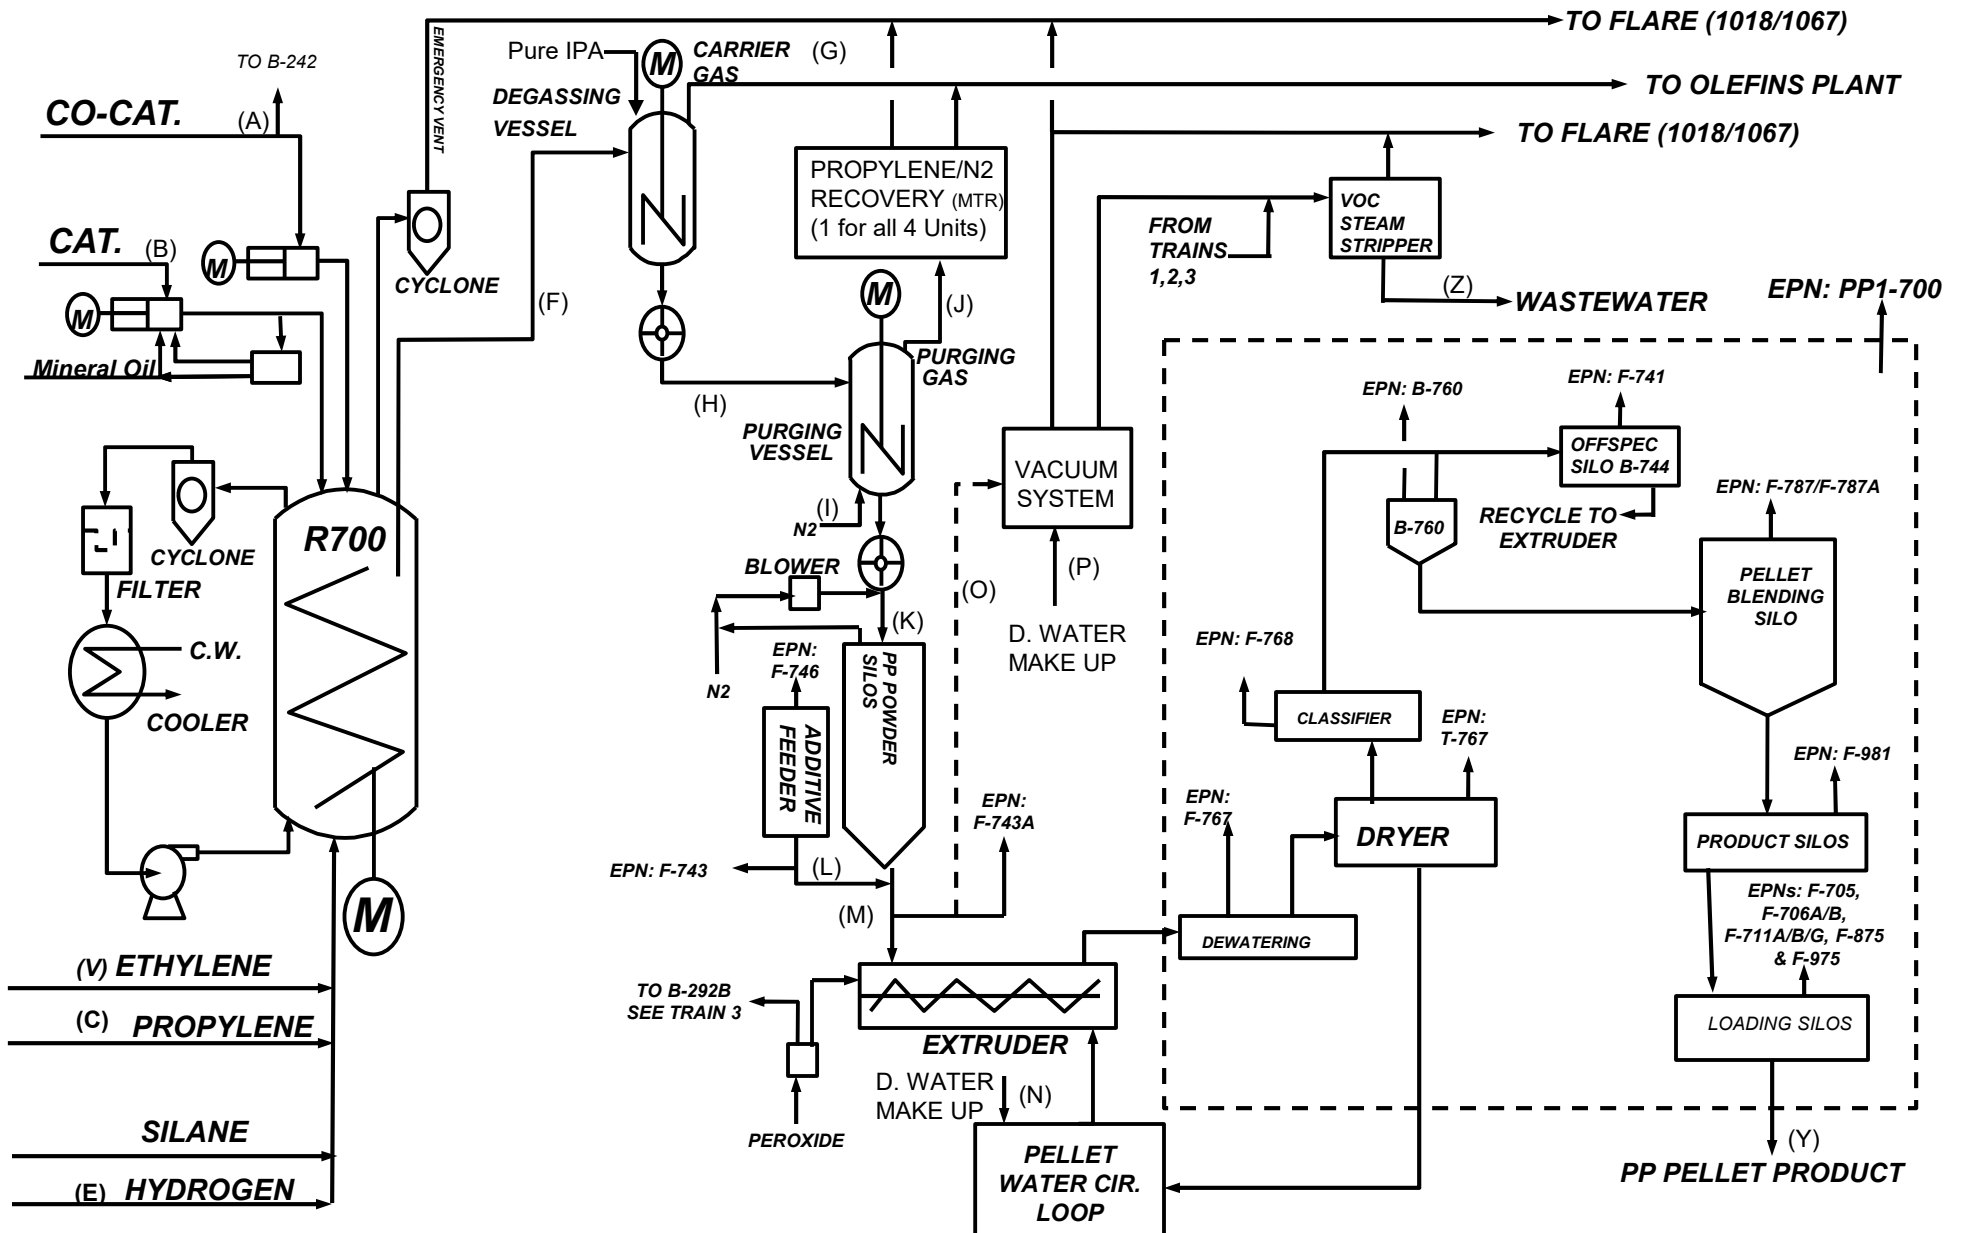 TO FLARE (1018/1067)
EMERGENCY VENT
Pure IPA
M
CARRIER
GAS
(G)
TO B-242
DEGASSING
VESSEL
TO OLEFINS PLANT
CO-CAT.
(A)
TO FLARE (1018/1067)
PROPYLENE/N2
RECOVERY (MTR)
(1 for all 4 Units)
VOC
STEAM
STRIPPER
FROM
TRAINS
1,2,3
CAT.
(B)
M
CYCLONE
(F)
M
(J)
(Z)
WASTEWATER
EPN: PP1-700
M
Mineral Oil
PURGING
GAS
(H)
PURGING
VESSEL
EPN: B-760
EPN: F-741
OFFSPEC
SILO B-744
VACUUM
SYSTEM
EPN: F-787/F-787A
(I)
N2
RECYCLE TO
EXTRUDER
B-760
R700
CYCLONE
FILTER
BLOWER
(O)
(P)
PELLET
BLENDING
SILO
(K)
D. WATER
MAKE UP
EPN: F-768
C.W.
COOLER
EPN:
F-746
N2
PP POWDER
SILOS
ADDITIVE
FEEDER
CLASSIFIER
EPN:
T-767
EPN: F-981
EPN:
F-743A
EPN:
F-767
DRYER
PRODUCT SILOS
EPN: F-743
(L)
(M)
EPNs: F-705,
F-706A/B,
F-711A/B/G, F-875
& F-975
M
DEWATERING
(V) ETHYLENE
TO B-292B
SEE TRAIN 3
(C) PROPYLENE
EXTRUDER
LOADING SILOS
D. WATER
MAKE UP
(N)
SILANE
PEROXIDE
(Y)
PELLET
WATER CIR.
LOOP
PP PELLET PRODUCT
(E) HYDROGEN